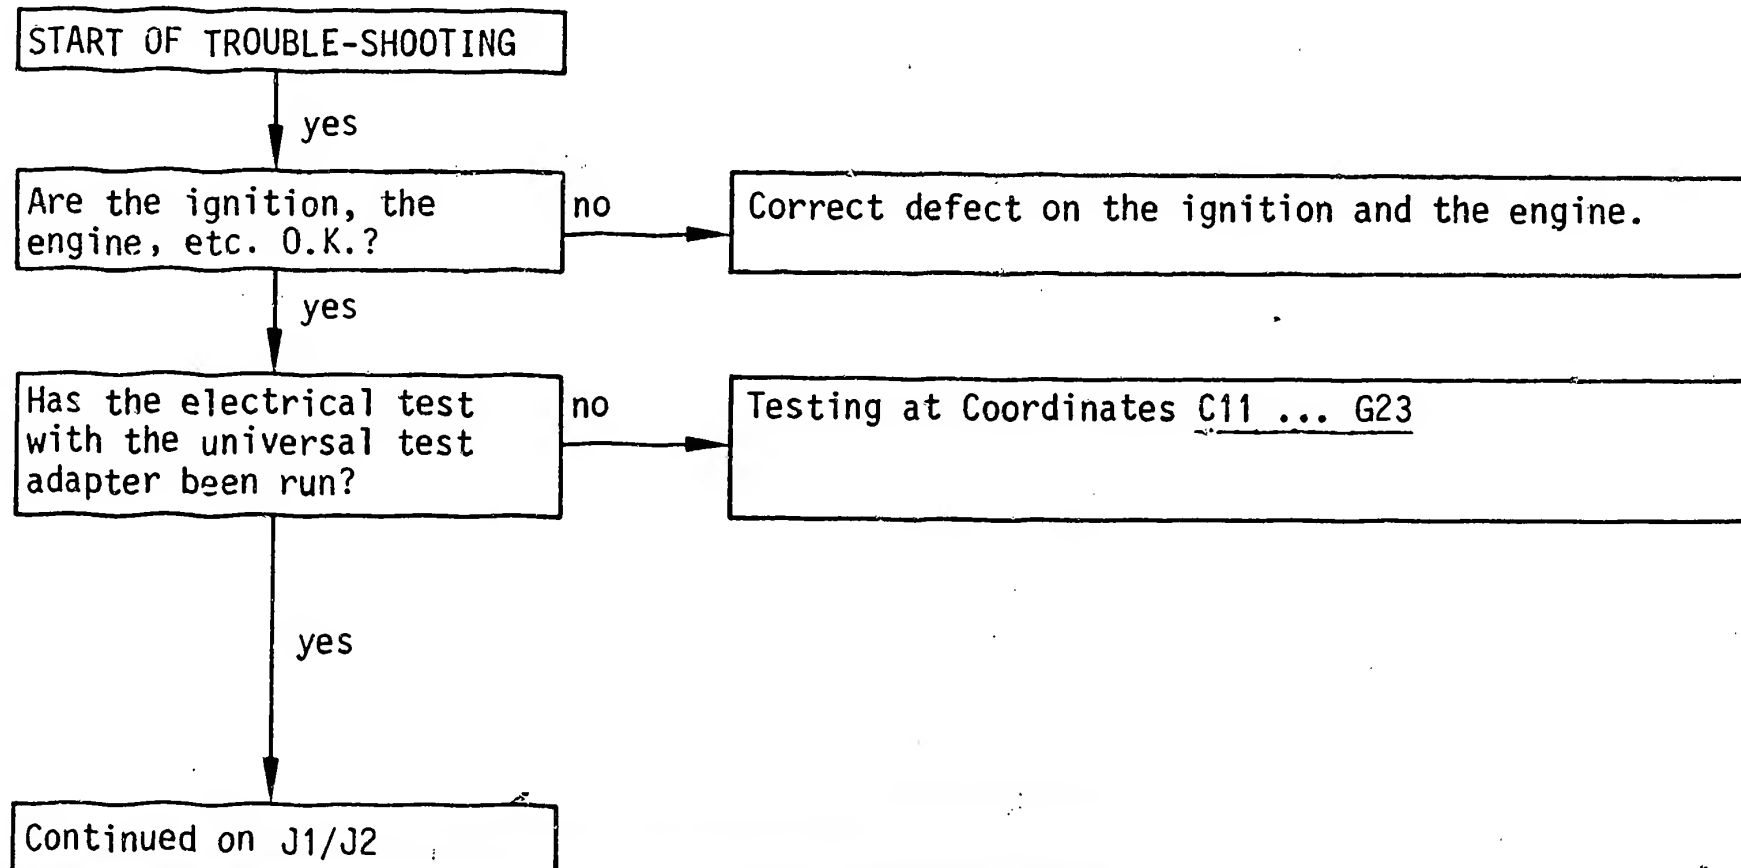 START OF TROUBLE-SHOOTING
yes
Are the ignition, the
engine, etc. O.K.?
no
Correct defect on the ignition and the engine.
yes
Has the electrical test
with the universal test
adapter been run?
no
Testing at Coordinates C11 ... G23
yes
Continued on J1/J2